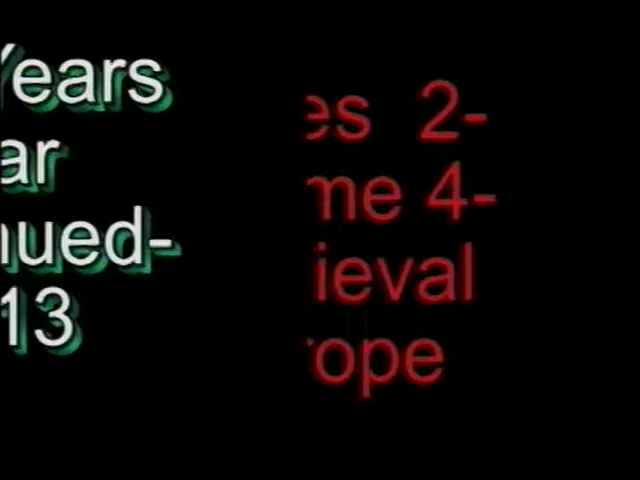 Years
ar
nued-
13
es 2-
me 4-
ieval
ope